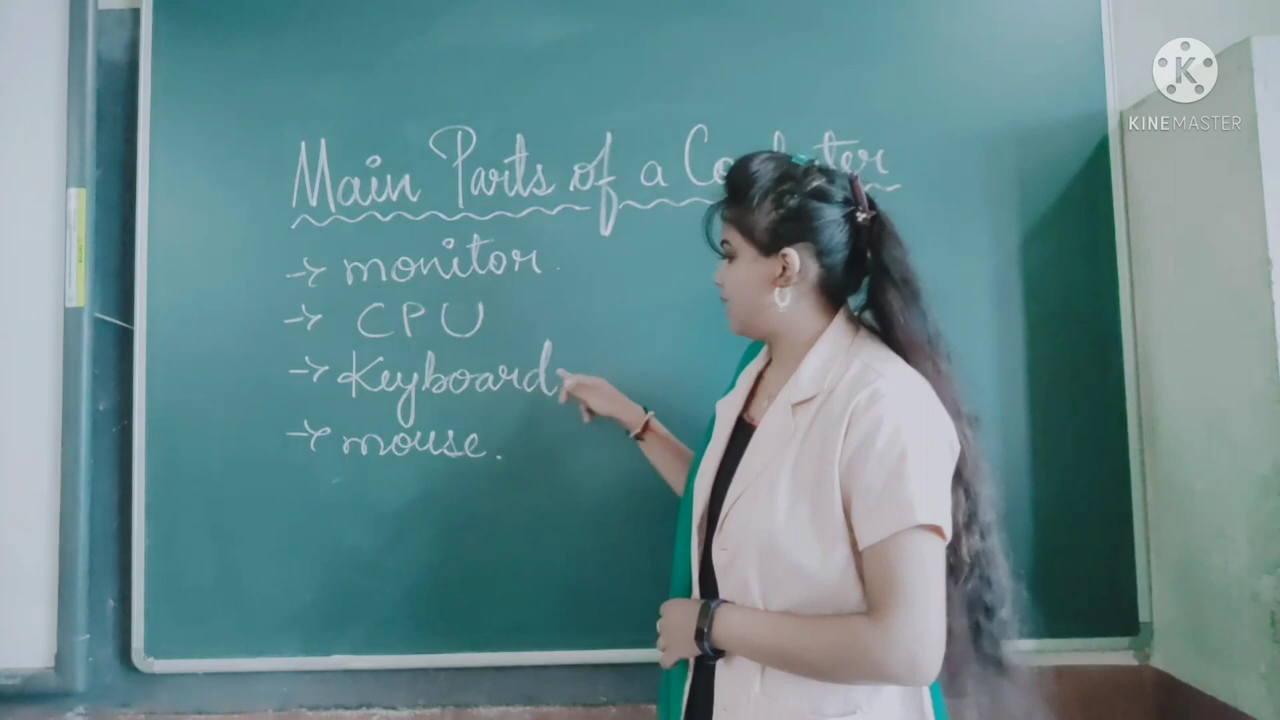 Main Parts of a
→ monitor.
→ CPU
→ Keyboard
→ mouse.
K
KINEMASTER